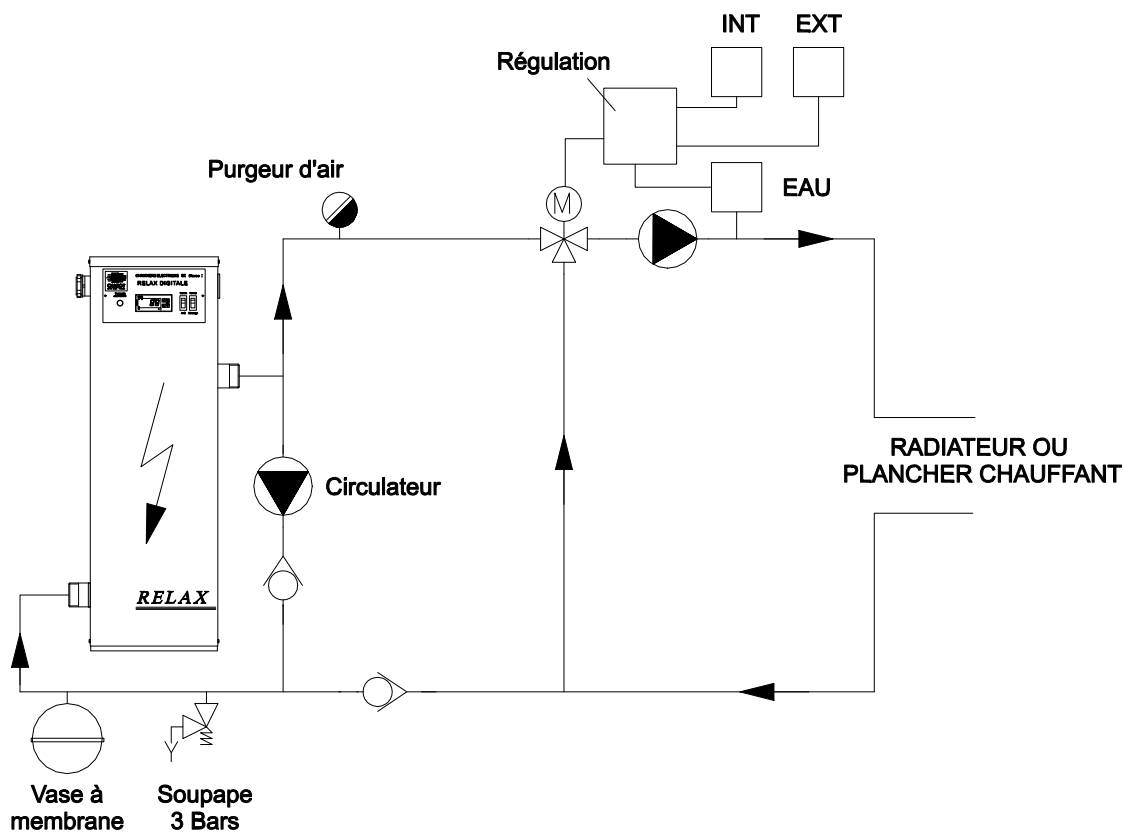 INT EXT
Régulation
Purgeur d'air
M
EAU
RELAX DIGITALE
RADIATEUR OU
PLANCHER CHAUFFANT
Circulateur
RELAX
Vase à
membrane
Soupape
3 Bars